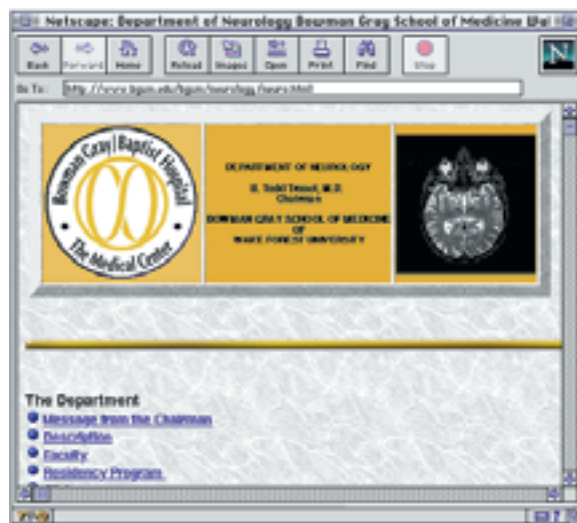 Netscape: Department of Neurology Bowman Gray School of Medicine Wa
Back Forward Home Reload Images Open Print Find Stop
N
Go To: http://www.bgsm.edu/bgsm/neurology/neuro.html
Bowman Gray | Baptist Hospital
The Medical Center
DEPARTMENT OF NEUROLOGY
B. Todd Troost, M.D.
Chairman
BOWMAN GRAY SCHOOL OF MEDICINE
OF
WAKE FOREST UNIVERSITY
The Department
Message from the Chairman
Description
Faculty
Residency Program